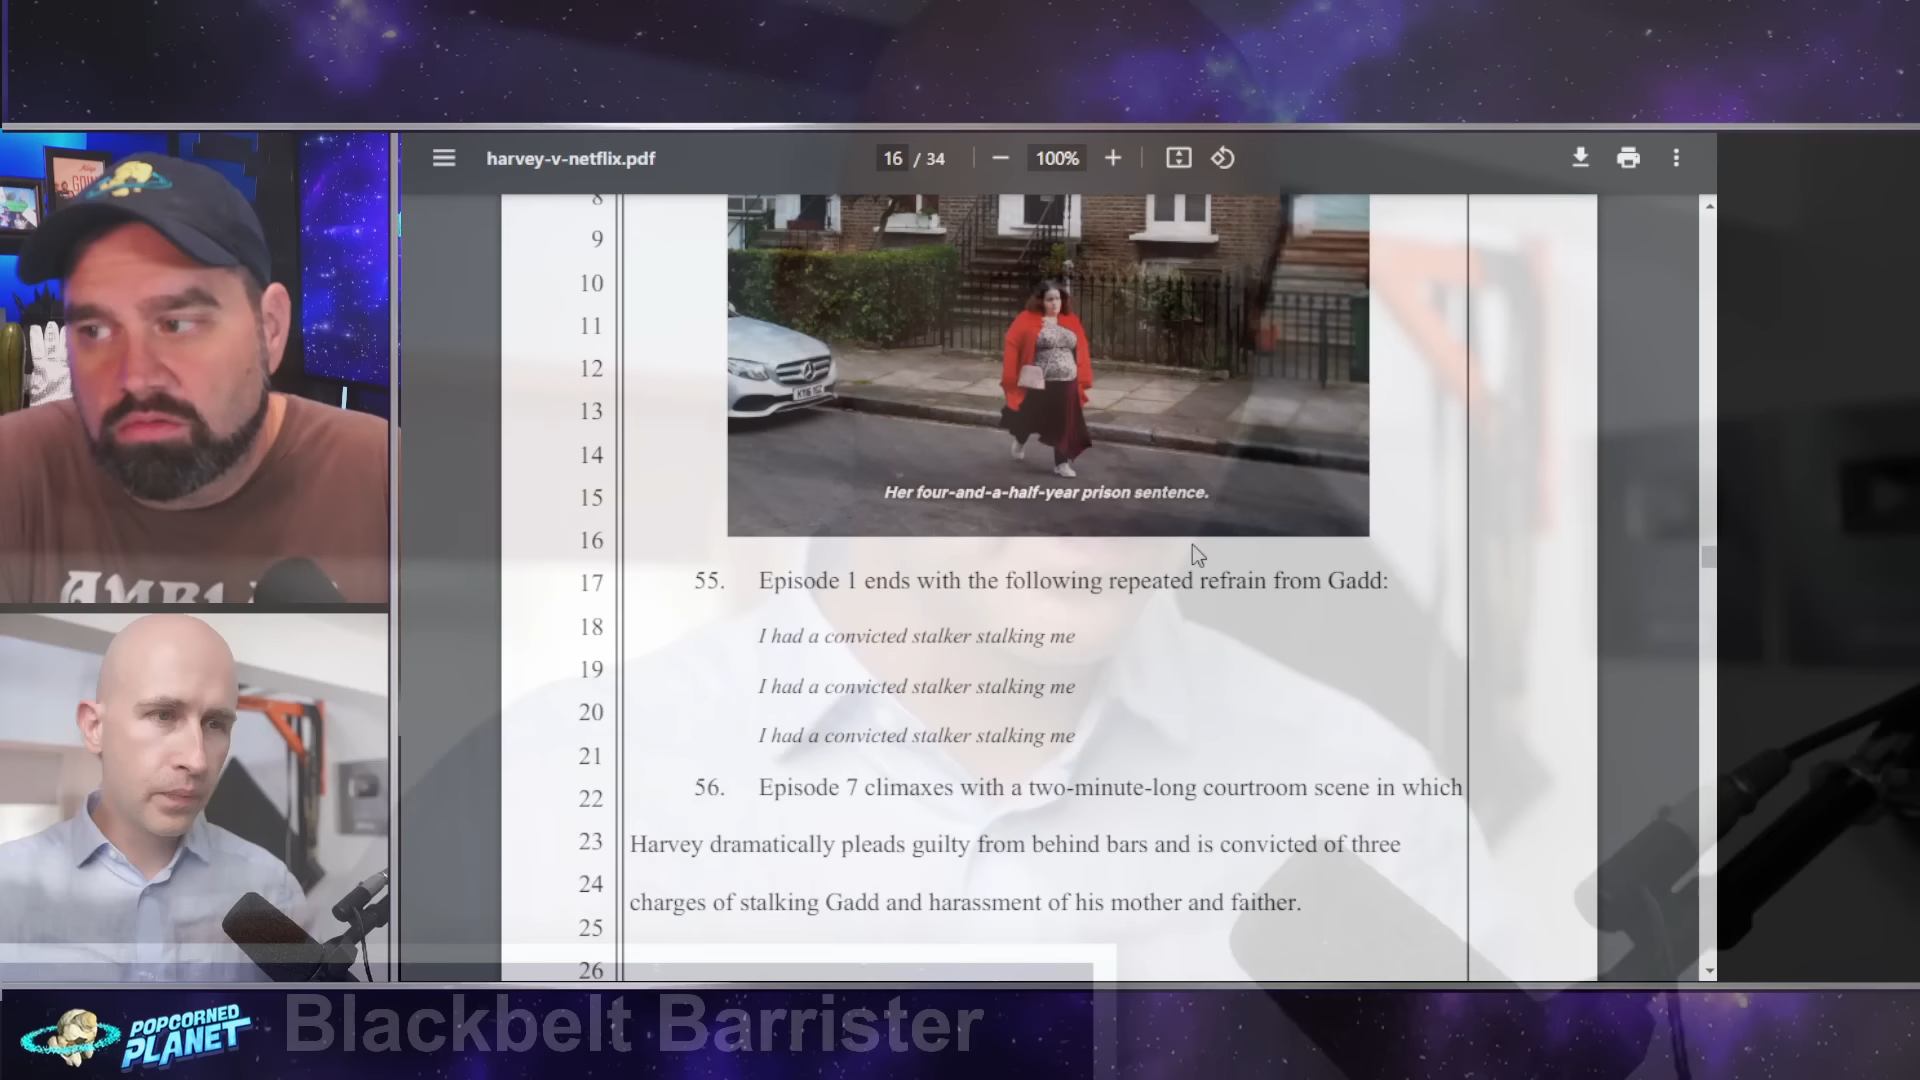 harvey-v-netflix.pdf
16 / 34
100%
8
9
10
11
12
13
14
15
16
17
18
19
20
21
22
23
24
25
26
Her four-and-a-half-year prison sentence.
55. Episode 1 ends with the following repeated refrain from Gadd:
I had a convicted stalker stalking me
I had a convicted stalker stalking me
I had a convicted stalker stalking me
56. Episode 7 climaxes with a two-minute-long courtroom scene in which
Harvey dramatically pleads guilty from behind bars and is convicted of three
charges of stalking Gadd and harassment of his mother and faither.
POPCORNED
PLANET
Blackbelt Barrister